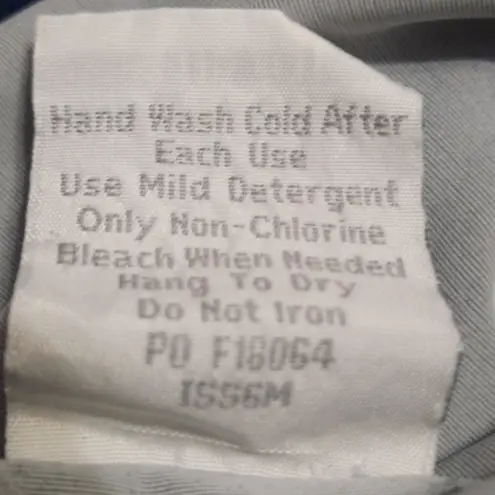 Hand Wash Cold After
Each Use
Use Mild Detergent
Only Non-Chlorine
Bleach When Needed
Hang To Dry
Do Not Iron
PO F18064
ISS6M